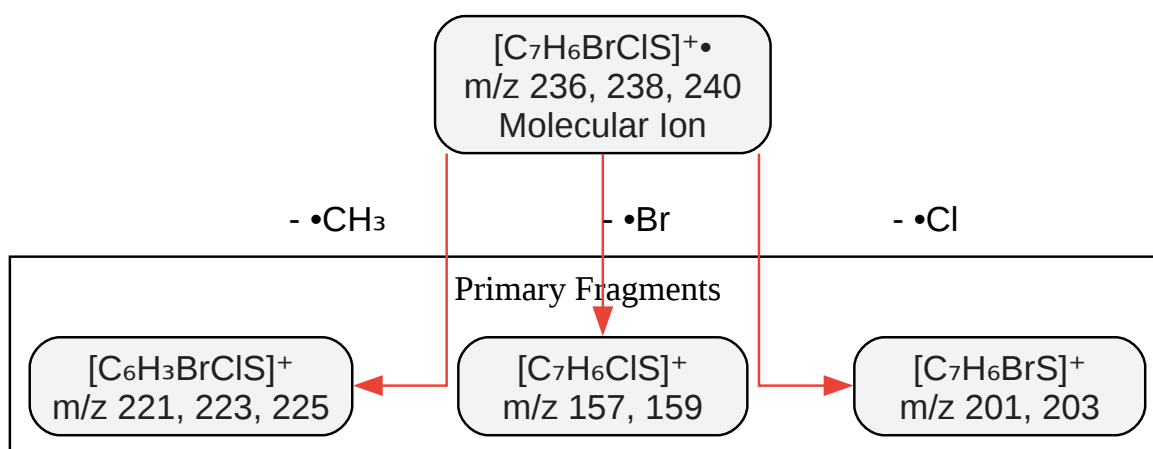 [C₇H₆BrClS]⁺•
m/z 236, 238, 240
Molecular Ion
- •CH₃
- •Br
- •Cl
Primary Fragments
[C₆H₃BrClS]⁺
m/z 221, 223, 225
[C₇H₆ClS]⁺
m/z 157, 159
[C₇H₆BrS]⁺
m/z 201, 203